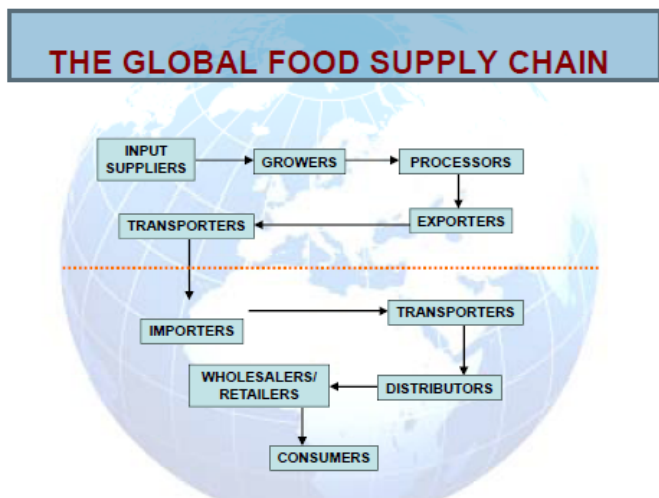 THE GLOBAL FOOD SUPPLY CHAIN
INPUT
SUPPLIERS
GROWERS
PROCESSORS
EXPORTERS
TRANSPORTERS
IMPORTERS
TRANSPORTERS
DISTRIBUTORS
WHOLESALERS/
RETAILERS
CONSUMERS